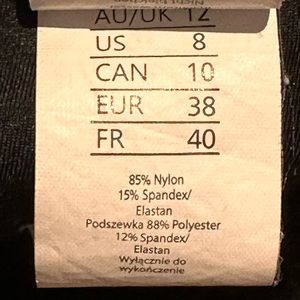 AU/UK 12
US 8
CAN 10
EUR 38
FR 40
85% Nylon
15% Spandex/
Elastan
Podszewka 88% Polyester
12% Spandex/
Elastan
Wyłącznie do
wykończenie